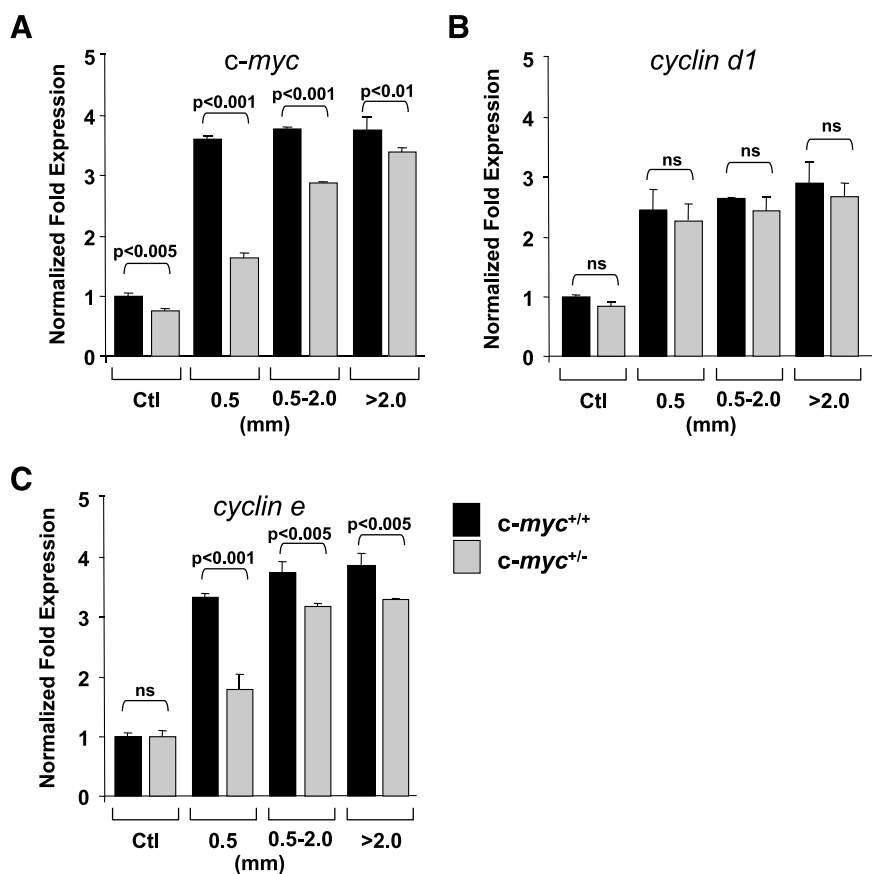 A
c-myc
Normalized Fold Expression
5
4
3
2
1
0
p<0.005
p<0.001
p<0.001
p<0.01
Ctl
0.5
0.5-2.0
>2.0
(mm)
B
cyclin d1
Normalized Fold Expression
5
4
3
2
1
0
ns
ns
ns
ns
Ctl
0.5
0.5-2.0
>2.0
(mm)
C
cyclin e
Normalized Fold Expression
5
4
3
2
1
0
ns
p<0.001
p<0.005
p<0.005
Ctl
0.5
0.5-2.0
>2.0
(mm)
c-myc+/+
c-myc+/-